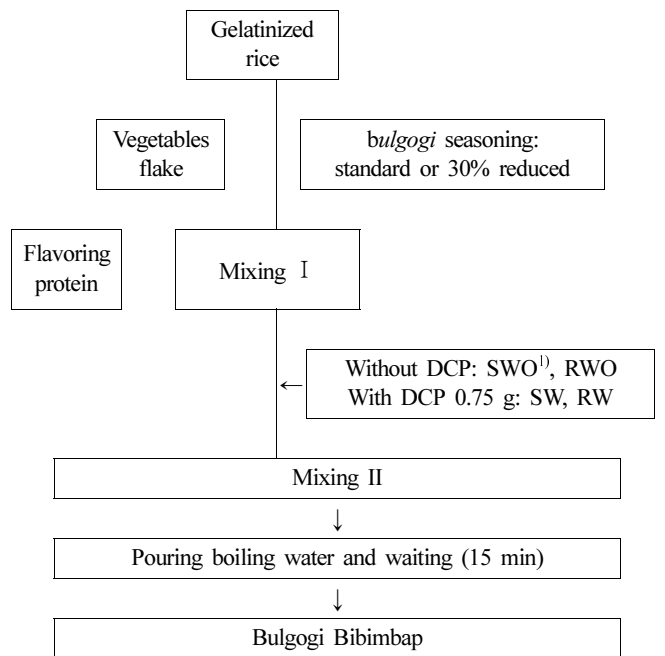 Gelatinized
rice
Vegetables
flake
bulgogi seasoning:
standard or 30% reduced
Flavoring
protein
Mixing Ⅰ
Without DCP: SWO¹⁾, RWO
With DCP 0.75 g: SW, RW
←
Mixing II
↓
Pouring boiling water and waiting (15 min)
↓
Bulgogi Bibimbap